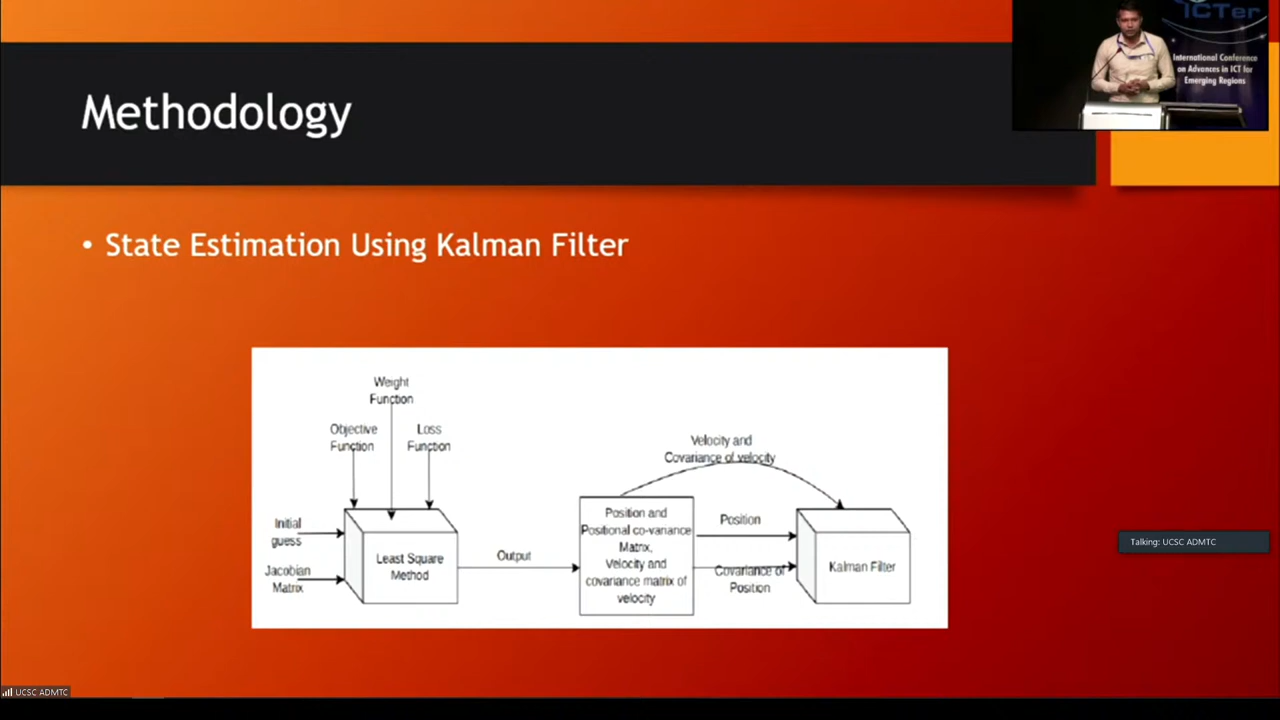 ICTer
International Conference
on Advances in ICT for
Emerging Regions
Methodology
• State Estimation Using Kalman Filter
Weight
Function
Objective
Function
Loss
Function
Initial
guess
Jacobian
Matrix
Least Square
Method
Output
Position and
Positional co-varance
Matrix,
Velocity and
covariance matrix of
velocity
Velocity and
Covariance of velocity
Position
Covariance of
Position
Kalman Filter
Talking: UCSC ADMTC
UCSC ADMTC